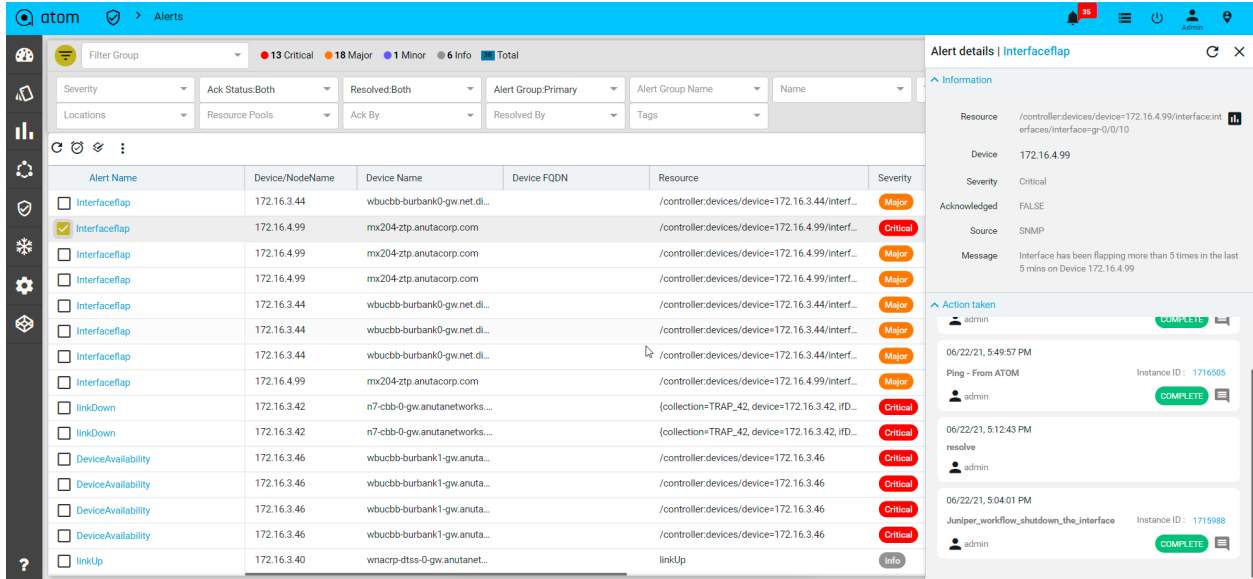 atom
Alerts
35
Admin
Filter Group
13 Critical 18 Major 1 Minor 6 Info 38 Total
Severity Ack Status:Both Resolved:Both Alert Group:Primary Alert Group Name Name
Locations Resource Pools Ack By Resolved By Tags
Alert Name Device/NodeName Device Name Device FQDN Resource Severity
Interfaceflap 172.16.3.44 wbucbb-burbank0-gw.net.di... /controller:devices/device=172.16.3.44/interf... Major
Interfaceflap 172.16.4.99 mx204-ztp.anutacorp.com /controller:devices/device=172.16.4.99/interf... Critical
Interfaceflap 172.16.4.99 mx204-ztp.anutacorp.com /controller:devices/device=172.16.4.99/interf... Major
Interfaceflap 172.16.4.99 mx204-ztp.anutacorp.com /controller:devices/device=172.16.4.99/interf... Major
Interfaceflap 172.16.3.44 wbucbb-burbank0-gw.net.di... /controller:devices/device=172.16.3.44/interf... Major
Interfaceflap 172.16.3.44 wbucbb-burbank0-gw.net.di... /controller:devices/device=172.16.3.44/interf... Major
Interfaceflap 172.16.3.44 wbucbb-burbank0-gw.net.di... /controller:devices/device=172.16.3.44/interf... Major
Interfaceflap 172.16.4.99 mx204-ztp.anutacorp.com /controller:devices/device=172.16.4.99/interf... Major
linkDown 172.16.3.42 n7-cbb-0-gw.anutanetworks.... {collection=TRAP_42, device=172.16.3.42, ifD... Critical
linkDown 172.16.3.42 n7-cbb-0-gw.anutanetworks.... {collection=TRAP_42, device=172.16.3.42, ifD... Critical
DeviceAvailability 172.16.3.46 wbucbb-burbank1-gw.anuta... /controller:devices/device=172.16.3.46 Critical
DeviceAvailability 172.16.3.46 wbucbb-burbank1-gw.anuta... /controller:devices/device=172.16.3.46 Critical
DeviceAvailability 172.16.3.46 wbucbb-burbank1-gw.anuta... /controller:devices/device=172.16.3.46 Critical
DeviceAvailability 172.16.3.46 wbucbb-burbank1-gw.anuta... /controller:devices/device=172.16.3.46 Critical
linkUp 172.16.3.40 wnacrp-dtss-0-gw.anutanet... linkUp Info
?
Alert details | Interfaceflap
Information
Resource /controller:devices/device=172.16.4.99/interface:int
erfaces/interface=gr-0/0/10
Device 172.16.4.99
Severity Critical
Acknowledged FALSE
Source SNMP
Message Interface has been flapping more than 5 times in the last
5 mins on Device 172.16.4.99
Action taken
admin COMPLETE
06/22/21, 5:49:57 PM
Ping - From ATOM Instance ID : 1716505
admin COMPLETE
06/22/21, 5:12:43 PM
resolve
admin
06/22/21, 5:04:01 PM
Juniper_workflow_shutdown_the_interface Instance ID : 1715988
admin COMPLETE